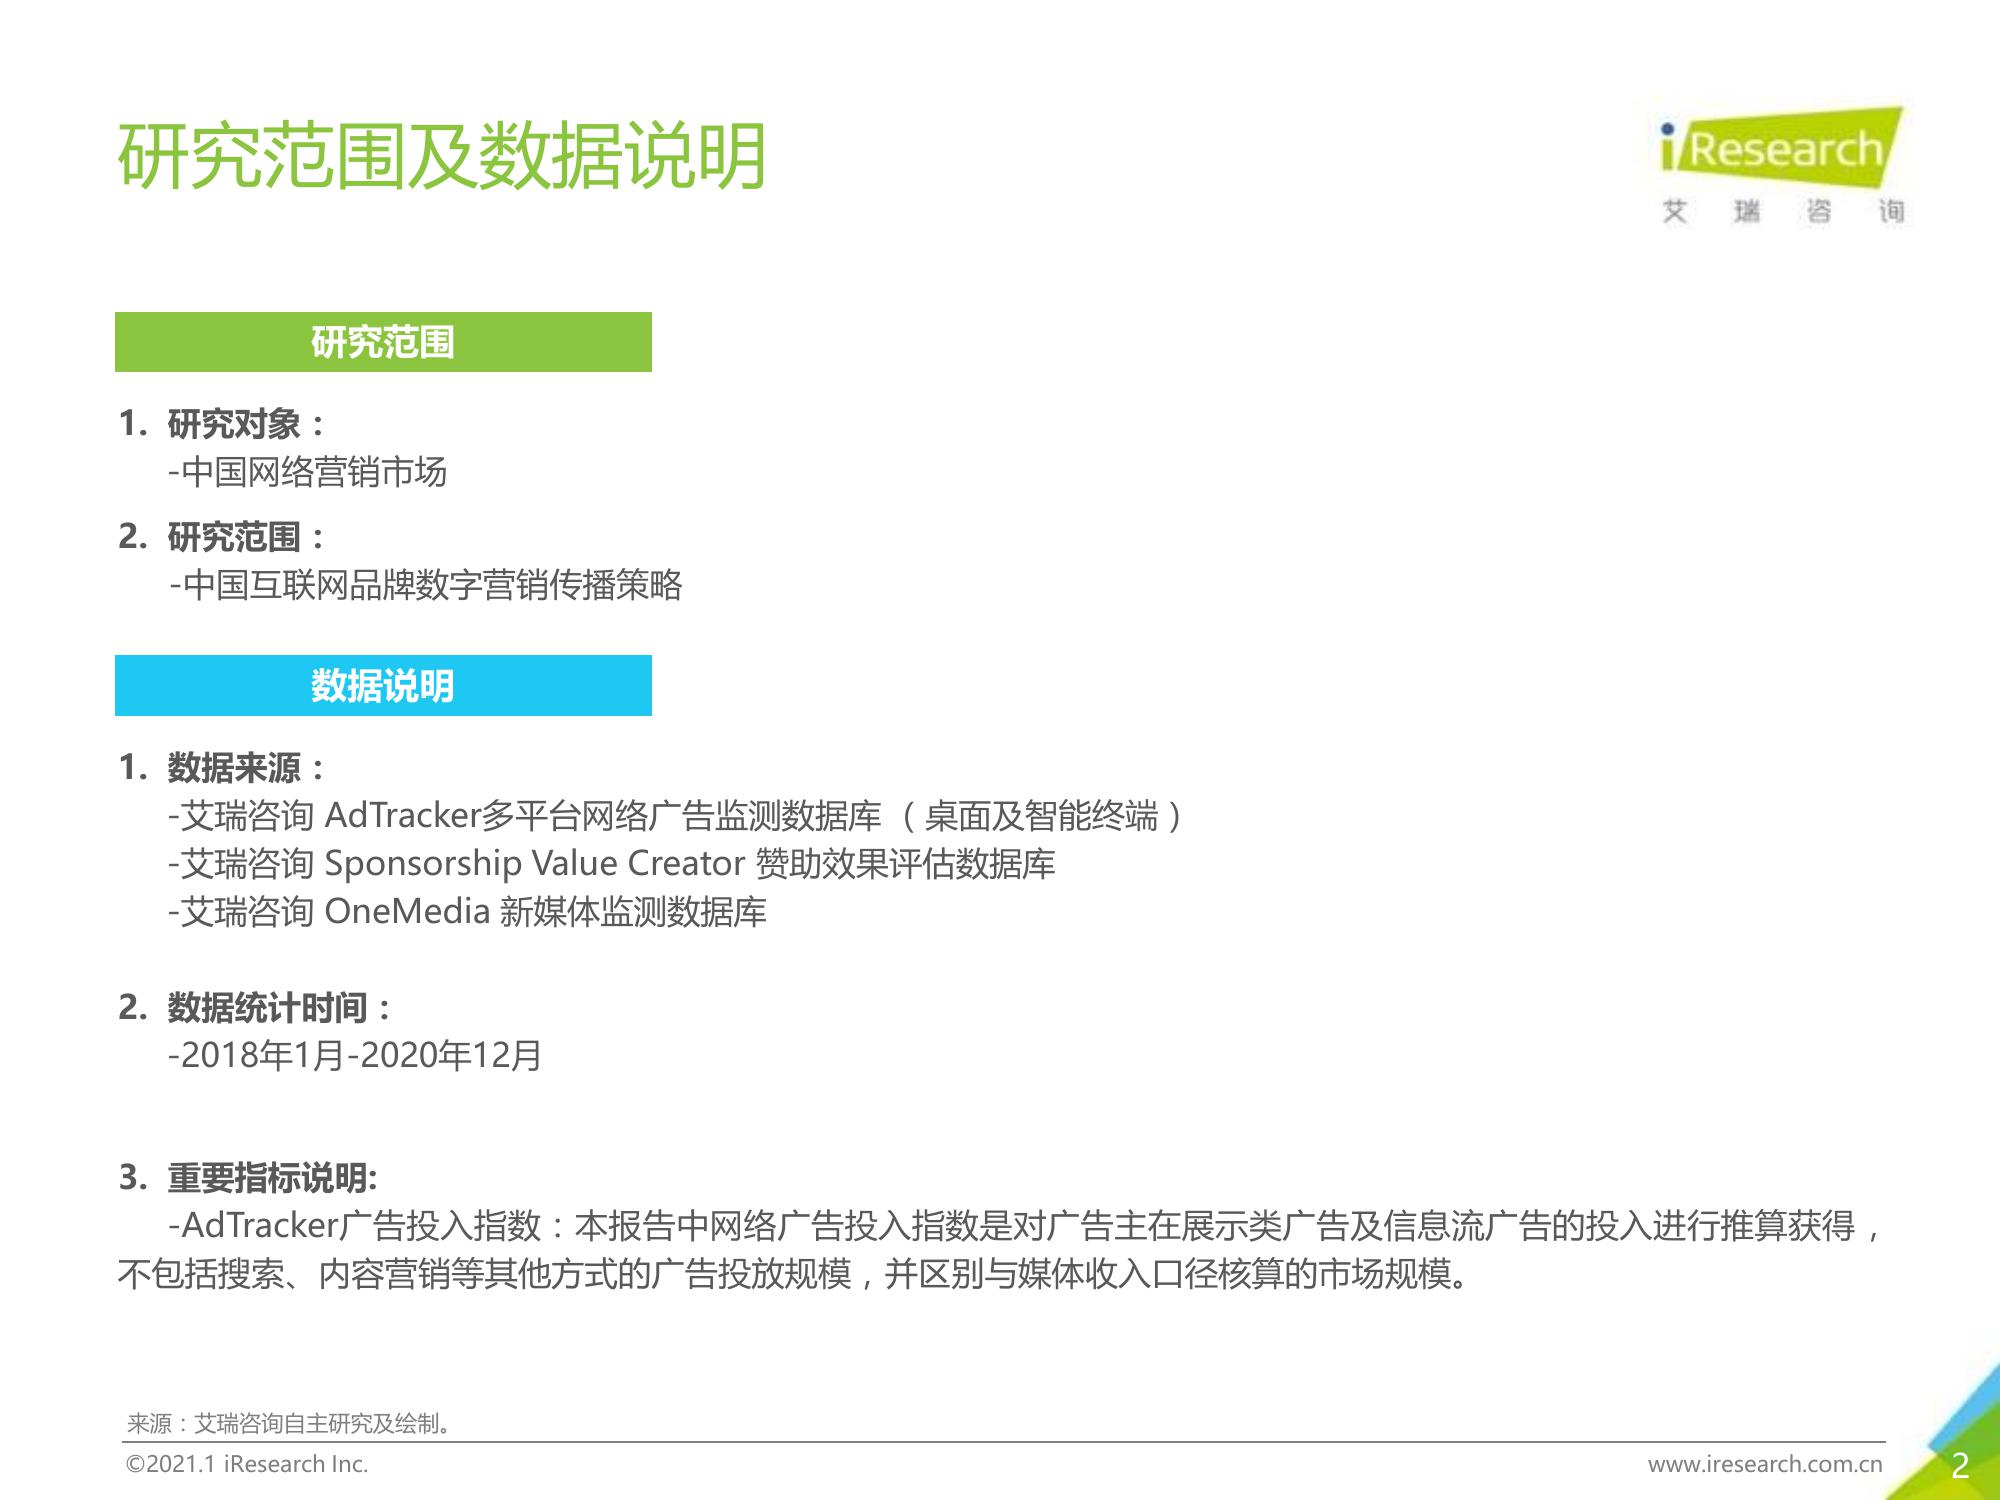 研究范围及数据说明
iResearch
艾瑞咨询
研究范围
1. 研究对象：
-中国网络营销市场
2. 研究范围：
-中国互联网品牌数字营销传播策略
数据说明
1. 数据来源：
-艾瑞咨询 AdTracker多平台网络广告监测数据库（桌面及智能终端）
-艾瑞咨询 Sponsorship Value Creator 赞助效果评估数据库
-艾瑞咨询 OneMedia 新媒体监测数据库
2. 数据统计时间：
-2018年1月-2020年12月
3. 重要指标说明:
-AdTracker广告投入指数：本报告中网络广告投入指数是对广告主在展示类广告及信息流广告的投入进行推算获得，
不包括搜索、内容营销等其他方式的广告投放规模，并区别与媒体收入口径核算的市场规模。
来源：艾瑞咨询自主研究及绘制。
©2021.1 iResearch Inc.
www.iresearch.com.cn
2